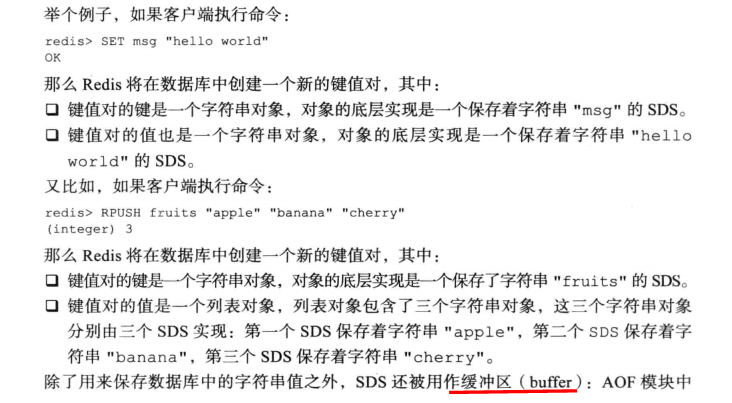 举个例子，如果客户端执行命令：
redis> SET msg "hello world"
OK
那么 Redis 将在数据库中创建一个新的键值对，其中：
❑ 键值对的键是一个字符串对象，对象的底层实现是一个保存着字符串 "msg" 的 SDS。
❑ 键值对的值也是一个字符串对象，对象的底层实现是一个保存着字符串 "hello
world" 的 SDS。
又比如，如果客户端执行命令：
redis> RPUSH fruits "apple" "banana" "cherry"
(integer) 3
那么 Redis 将在数据库中创建一个新的键值对，其中：
❑ 键值对的键是一个字符串对象，对象的底层实现是一个保存了字符串 "fruits" 的 SDS。
❑ 键值对的值是一个列表对象，列表对象包含了三个字符串对象，这三个字符串对象
分别由三个 SDS 实现：第一个 SDS 保存着字符串 "apple"，第二个 SDS 保存着字
符串 "banana"，第三个 SDS 保存着字符串 "cherry"。
除了用来保存数据库中的字符串值之外，SDS 还被用作缓冲区（buffer）：AOF 模块中